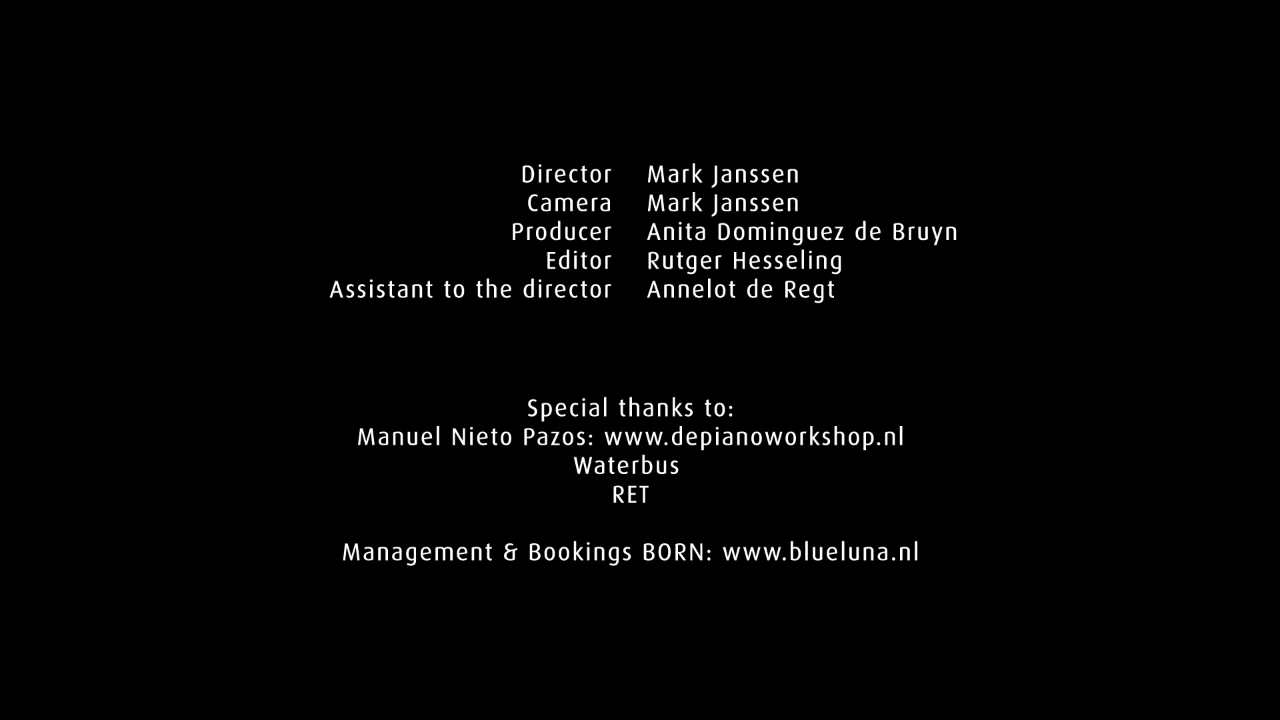 Director Mark Janssen
Camera Mark Janssen
Producer Anita Dominguez de Bruyn
Editor Rutger Hesseling
Assistant to the director Annelot de Regt
Special thanks to:
Manuel Nieto Pazos: www.depianoworkshop.nl
Waterbus
RET
Management & Bookings BORN: www.blueluna.nl